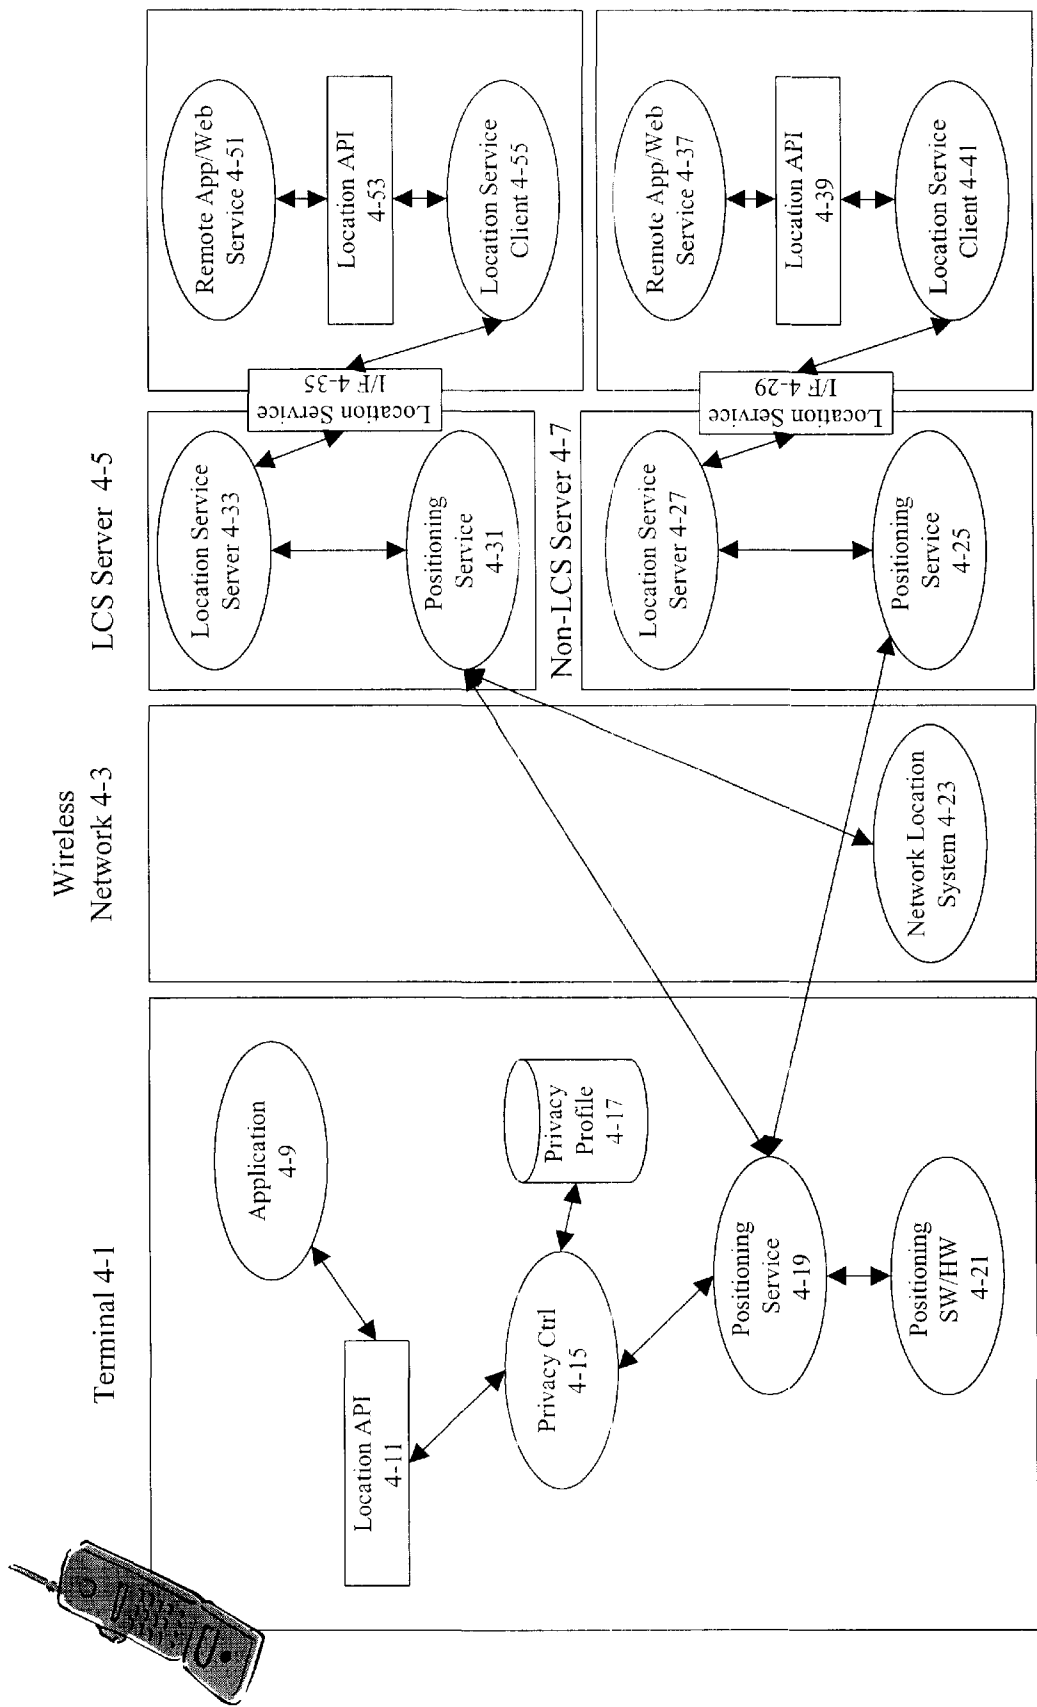 Terminal 4-1
Application
4-9
Location API
4-11
Privacy Ctrl
4-15
Privacy
Profile
4-17
Positioning
Service
4-19
Positioning
SW/HW
4-21
Wireless
Network 4-3
Network Location
System 4-23
LCS Server 4-5
Location Service
Server 4-33
Positioning
Service
4-31
Non-LCS Server 4-7
Location Service
Server 4-27
Positioning
Service
4-25
Location Service
I/F 4-35
Location Service
I/F 4-29
Remote App/Web
Service 4-51
Location API
4-53
Location Service
Client 4-55
Remote App/Web
Service 4-37
Location API
4-39
Location Service
Client 4-41